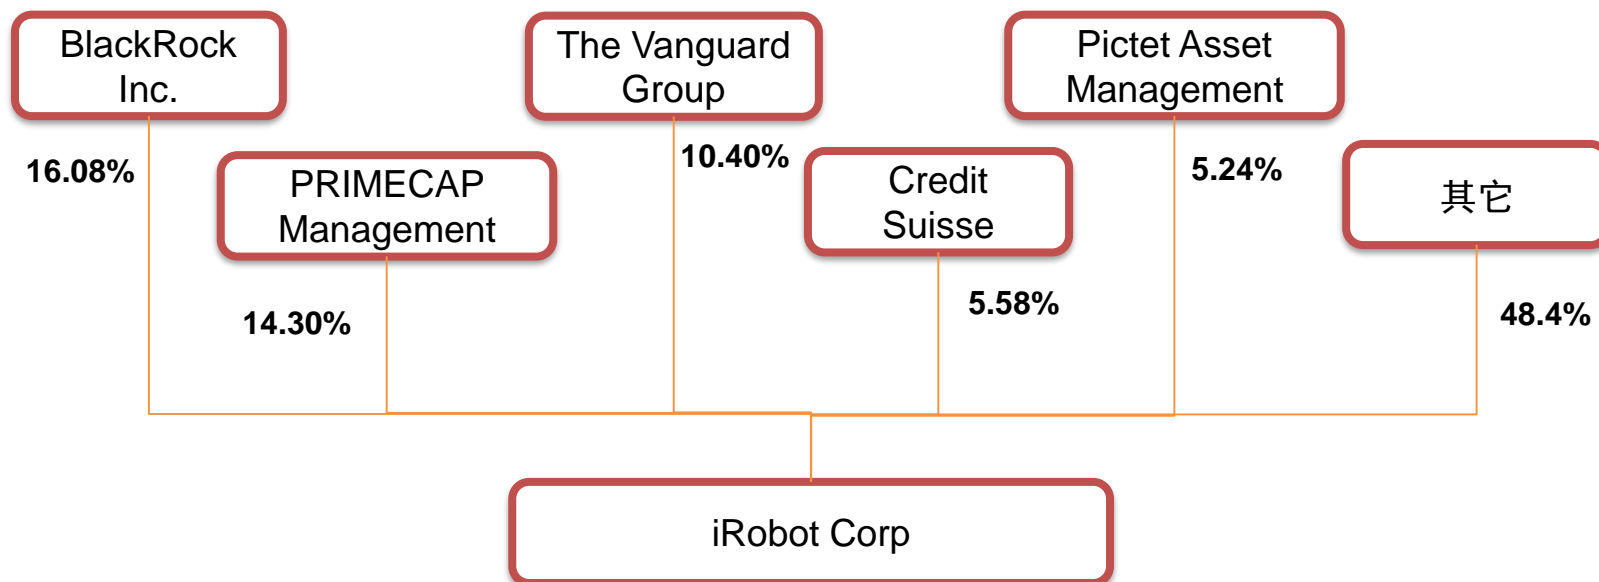 BlackRock
Inc.
The Vanguard
Group
Pictet Asset
Management
16.08%
PRIMECAP
Management
10.40%
Credit
Suisse
5.24%
其它
14.30%
5.58%
48.4%
iRobot Corp